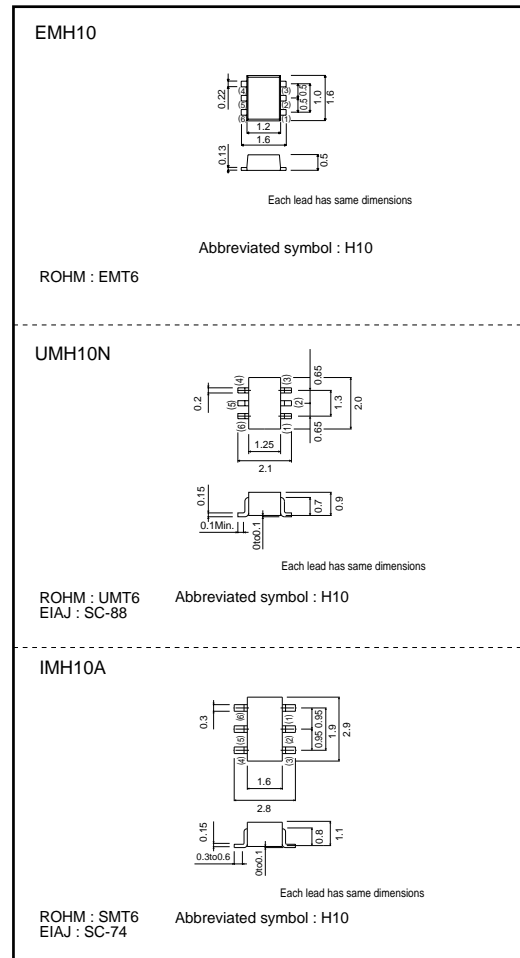 EMH10
0.22
(4)
(3)
(5)
(2)
(6)
(1)
0.5 0.5
1.0
1.6
1.2
1.6
0.13
0.5
Each lead has same dimensions
Abbreviated symbol : H10
ROHM : EMT6
UMH10N
0.2
(4)
(3)
(5)
(2)
(6)
(1)
0.65
1.3
0.65
2.0
1.25
2.1
0.15
0.1Min.
0to0.1
0.7
0.9
Each lead has same dimensions
ROHM : UMT6 Abbreviated symbol : H10
EIAJ : SC-88
IMH10A
0.3
(6)
(1)
(5)
(2)
(4)
(3)
0.95 0.95
1.9
2.9
1.6
2.8
0.15
0.3to0.6
0to0.1
0.8
1.1
Each lead has same dimensions
ROHM : SMT6 Abbreviated symbol : H10
EIAJ : SC-74